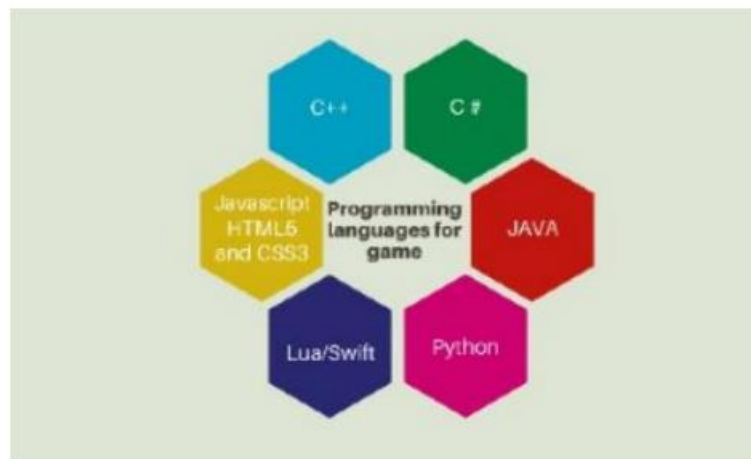 C++
C #
Javascript
HTML5
and CSS3
Programming
languages for
game
JAVA
Lua/Swift
Python